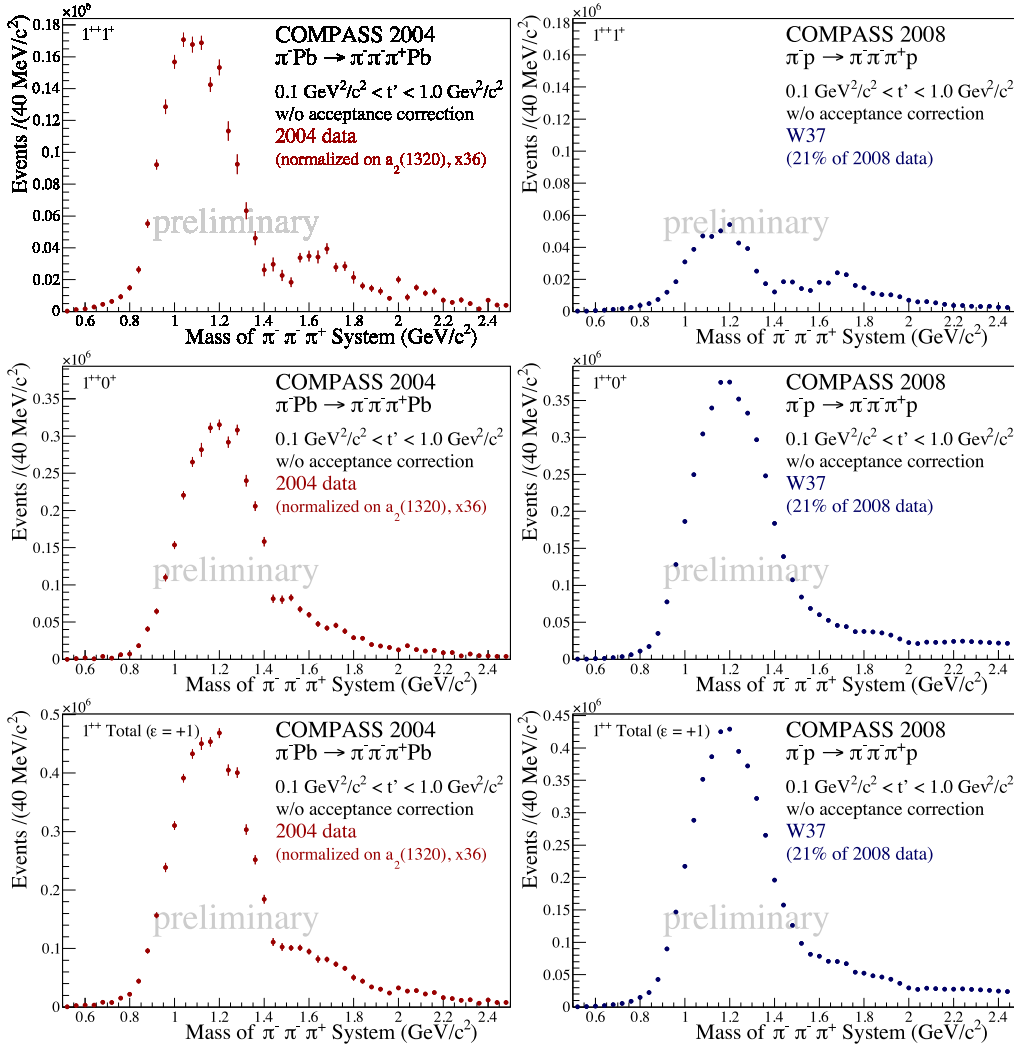 ×10⁶
1⁺⁺1⁺
COMPASS 2004
π⁻Pb → π⁻π⁻π⁺Pb
0.1 GeV²/c² < t' < 1.0 Gev²/c²
w/o acceptance correction
2004 data
(normalized on a₂(1320), x36)
preliminary
Events /(40 MeV/c²)
0.18
0.16
0.14
0.12
0.1
0.08
0.06
0.04
0.02
0
0.6 0.8 1 1.2 1.4 1.6 1.8 2 2.2 2.4
Mass of π⁻ π⁻ π⁺ System (GeV/c²)
×10⁶
1⁺⁺1⁺
COMPASS 2008
π⁻p → π⁻π⁻π⁺p
0.1 GeV²/c² < t' < 1.0 Gev²/c²
w/o acceptance correction
W37
(21% of 2008 data)
preliminary
Events /(40 MeV/c²)
0.18
0.16
0.14
0.12
0.1
0.08
0.06
0.04
0.02
0
0.6 0.8 1 1.2 1.4 1.6 1.8 2 2.2 2.4
Mass of π⁻ π⁻ π⁺ System (GeV/c²)
×10⁶
1⁺⁺0⁺
COMPASS 2004
π⁻Pb → π⁻π⁻π⁺Pb
0.1 GeV²/c² < t' < 1.0 Gev²/c²
w/o acceptance correction
2004 data
(normalized on a₂(1320), x36)
preliminary
Events /(40 MeV/c²)
0.35
0.3
0.25
0.2
0.15
0.1
0.05
0
0.6 0.8 1 1.2 1.4 1.6 1.8 2 2.2 2.4
Mass of π⁻ π⁻ π⁺ System (GeV/c²)
×10⁶
1⁺⁺0⁺
COMPASS 2008
π⁻p → π⁻π⁻π⁺p
0.1 GeV²/c² < t' < 1.0 Gev²/c²
w/o acceptance correction
W37
(21% of 2008 data)
preliminary
Events /(40 MeV/c²)
0.35
0.3
0.25
0.2
0.15
0.1
0.05
0
0.6 0.8 1 1.2 1.4 1.6 1.8 2 2.2 2.4
Mass of π⁻ π⁻ π⁺ System (GeV/c²)
×10⁶
1⁺⁺ Total (ε = +1)
COMPASS 2004
π⁻Pb → π⁻π⁻π⁺Pb
0.1 GeV²/c² < t' < 1.0 Gev²/c²
w/o acceptance correction
2004 data
(normalized on a₂(1320), x36)
preliminary
Events /(40 MeV/c²)
0.5
0.4
0.3
0.2
0.1
0
0.6 0.8 1 1.2 1.4 1.6 1.8 2 2.2 2.4
Mass of π⁻ π⁻ π⁺ System (GeV/c²)
×10⁶
1⁺⁺ Total (ε = +1)
COMPASS 2008
π⁻p → π⁻π⁻π⁺p
0.1 GeV²/c² < t' < 1.0 Gev²/c²
w/o acceptance correction
W37
(21% of 2008 data)
preliminary
Events /(40 MeV/c²)
0.45
0.4
0.35
0.3
0.25
0.2
0.15
0.1
0.05
0
0.6 0.8 1 1.2 1.4 1.6 1.8 2 2.2 2.4
Mass of π⁻ π⁻ π⁺ System (GeV/c²)